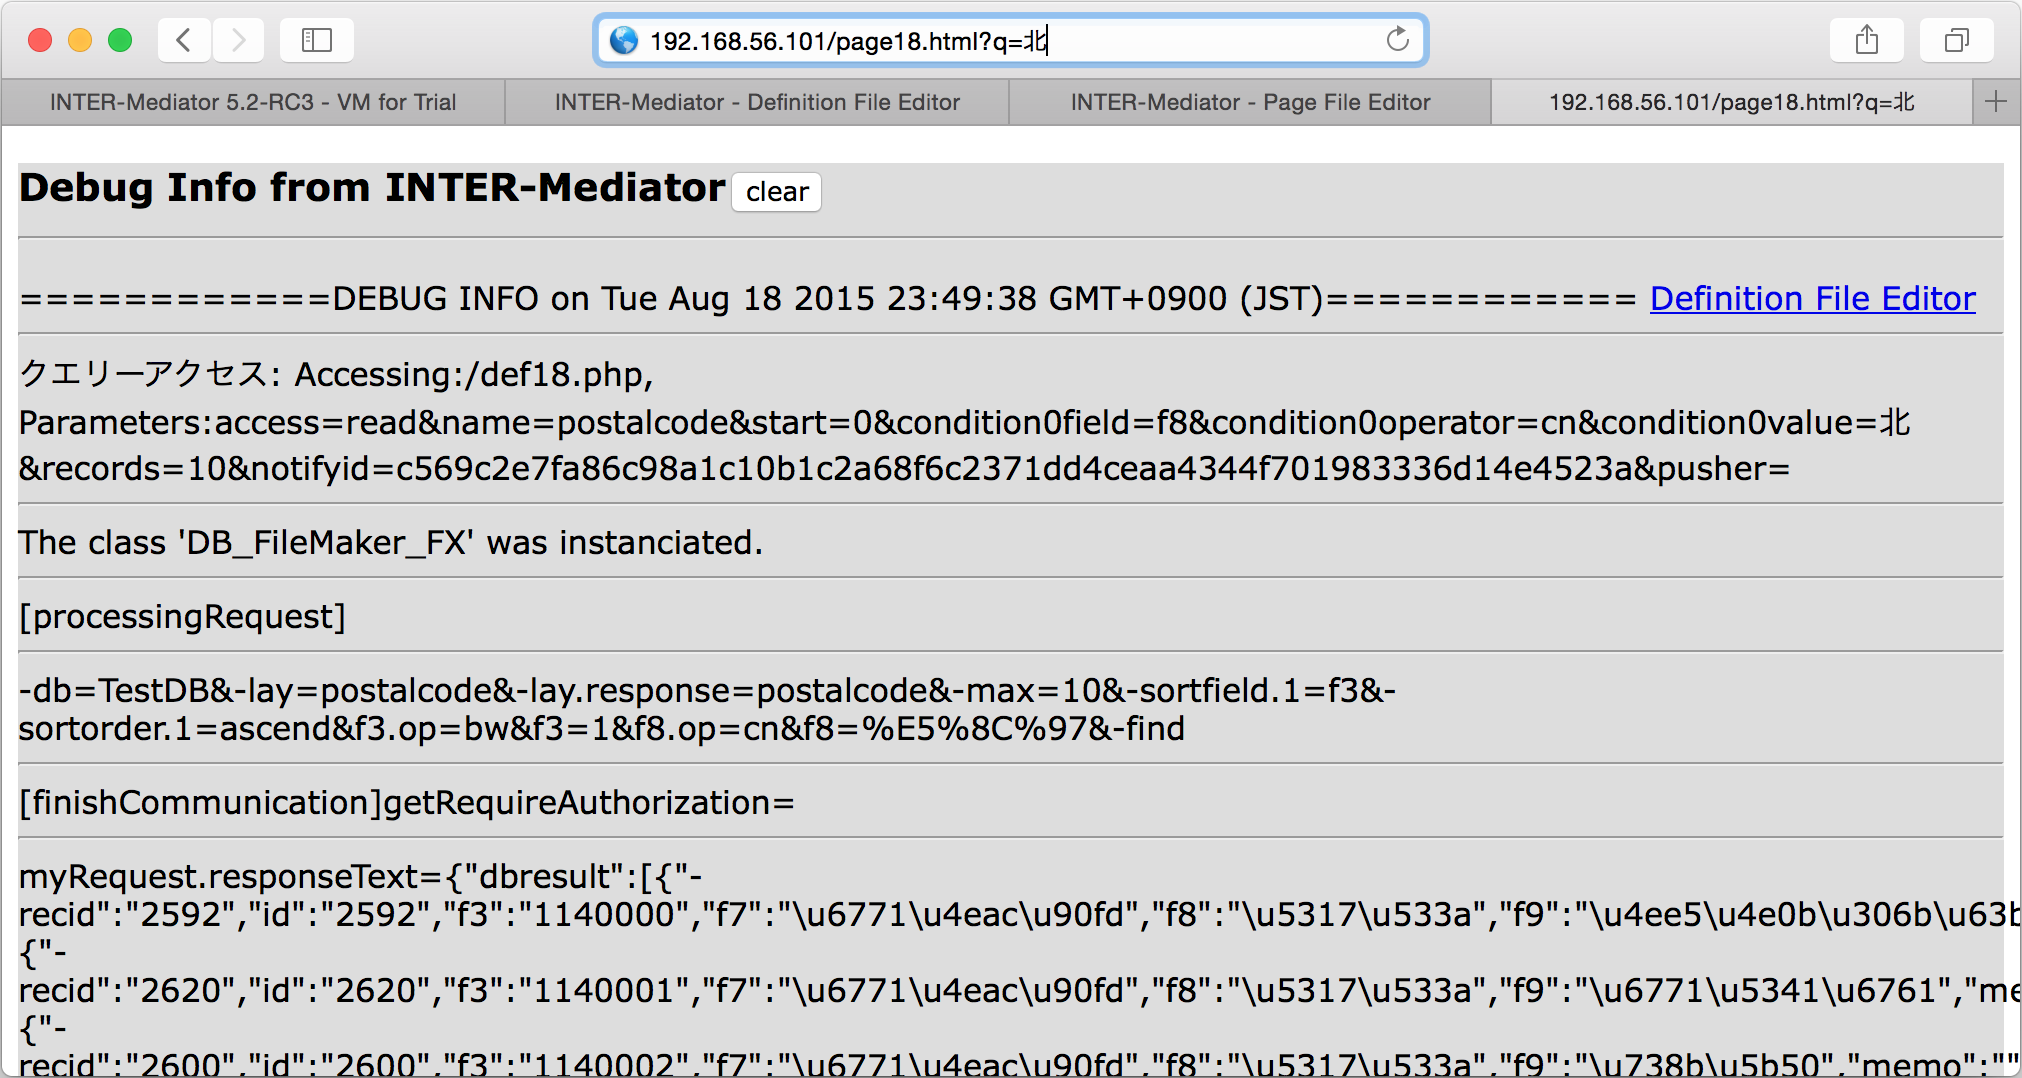 192.168.56.101/page18.html?q=北
INTER-Mediator 5.2-RC3 - VM for Trial
INTER-Mediator - Definition File Editor
INTER-Mediator - Page File Editor
192.168.56.101/page18.html?q=北
Debug Info from INTER-Mediator clear
============DEBUG INFO on Tue Aug 18 2015 23:49:38 GMT+0900 (JST)============ Definition File Editor
クエリーアクセス: Accessing:/def18.php,
Parameters:access=read&name=postalcode&start=0&condition0field=f8&condition0operator=cn&condition0value=北
&records=10&notifyid=c569c2e7fa86c98a1c10b1c2a68f6c2371dd4ceaa4344f701983336d14e4523a&pusher=
The class 'DB_FileMaker_FX' was instanciated.
[processingRequest]
-db=TestDB&-lay=postalcode&-lay.response=postalcode&-max=10&-sortfield.1=f3&-
sortorder.1=ascend&f3.op=bw&f3=1&f8.op=cn&f8=%E5%8C%97&-find
[finishCommunication]getRequireAuthorization=
myRequest.responseText={"dbresult":[{"-
recid":"2592","id":"2592","f3":"1140000","f7":"\u6771\u4eac\u90fd","f8":"\u5317\u533a","f9":"\u4ee5\u4e0b\u306b\u63b
{"-
recid":"2620","id":"2620","f3":"1140001","f7":"\u6771\u4eac\u90fd","f8":"\u5317\u533a","f9":"\u6771\u5341\u6761","me
{"-
recid":"2600","id":"2600","f3":"1140002","f7":"\u6771\u4eac\u90fd","f8":"\u5317\u533a","f9":"\u738b\u5b50","memo":""